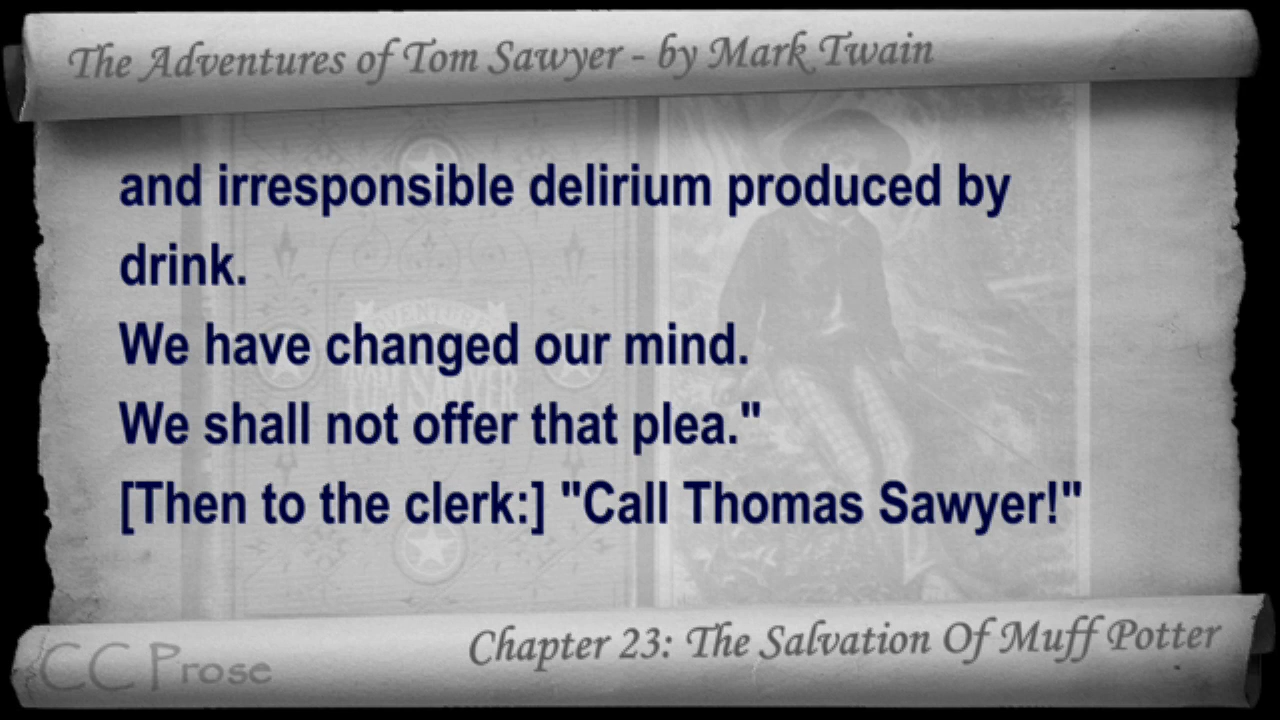 The Adventures of Tom Sawyer - by Mark Twain
and irresponsible delirium produced by
drink.
We have changed our mind.
We shall not offer that plea."
[Then to the clerk:] "Call Thomas Sawyer!"
Chapter 23: The Salvation Of Muff Potter
CC Prose